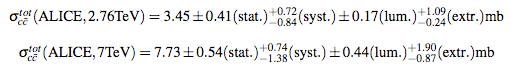 σ^{tot}_{cc̄}(ALICE,2.76TeV) = 3.45±0.41(stat.)^{+0.72}_{−0.84}(syst.)±0.17(lum.)^{+1.09}_{−0.24}(extr.)mb
σ^{tot}_{cc̄}(ALICE,7TeV) = 7.73±0.54(stat.)^{+0.74}_{−1.38}(syst.)±0.44(lum.)^{+1.90}_{−0.87}(extr.)mb